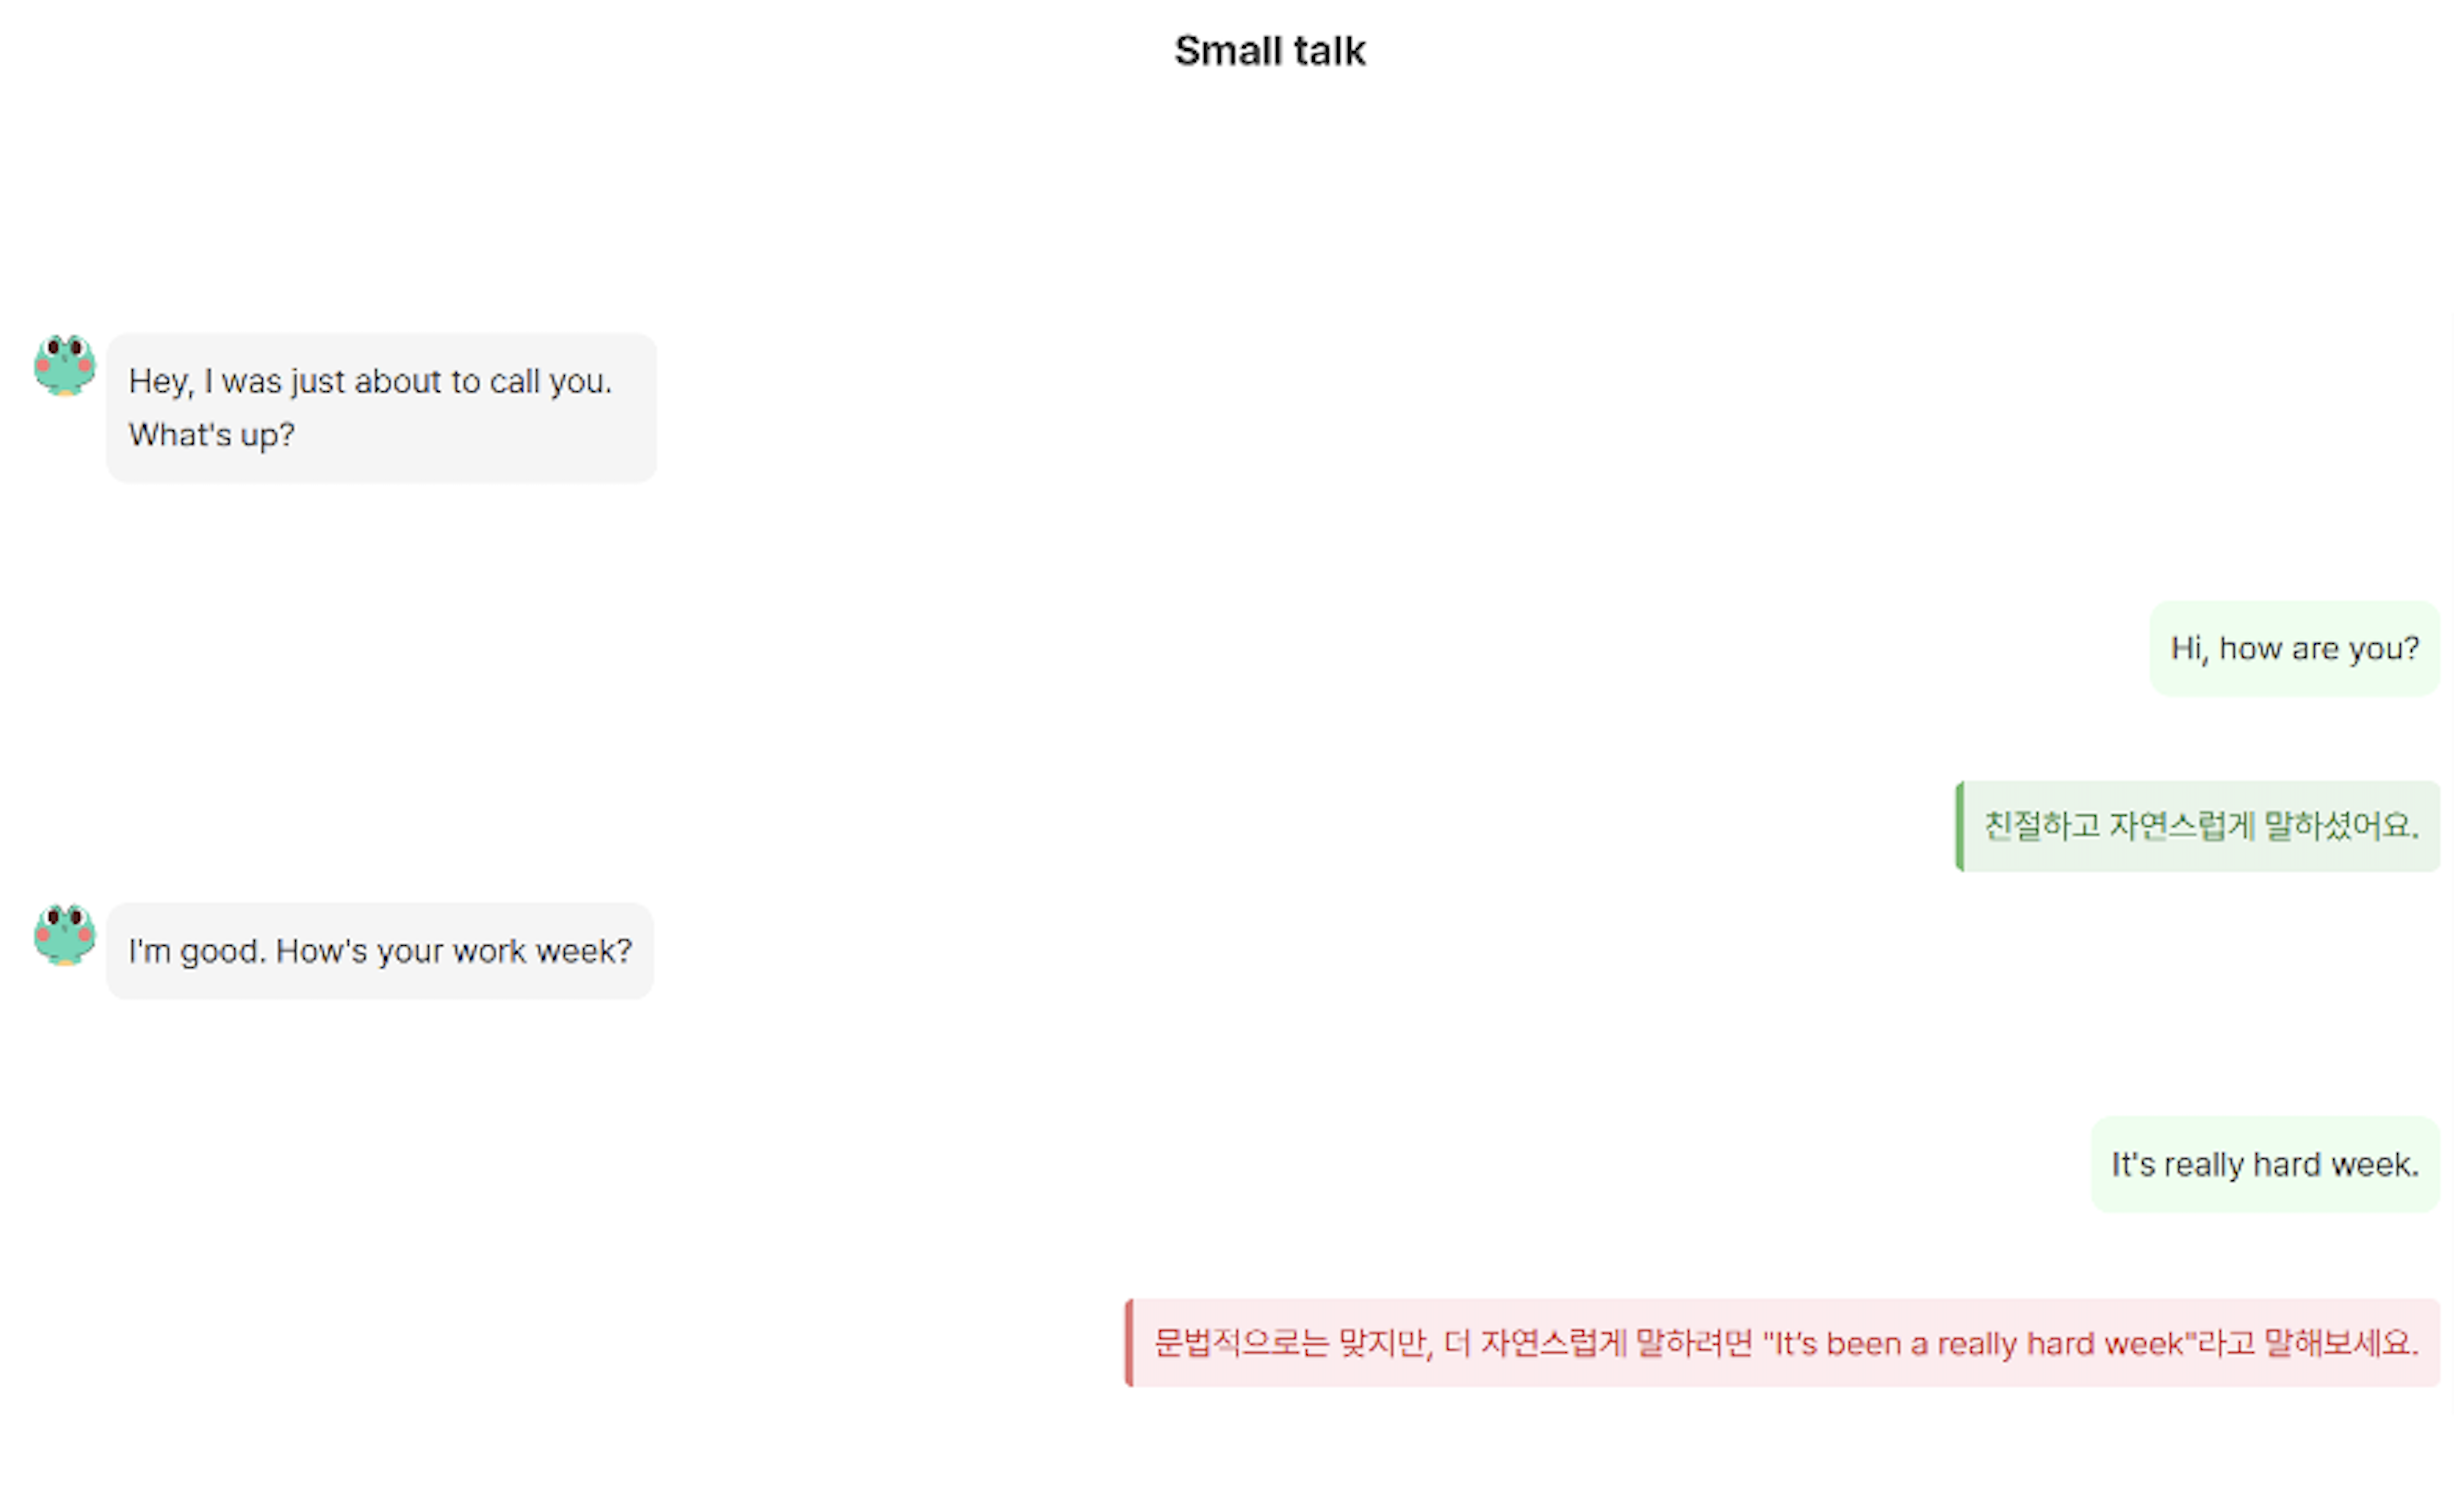 Small talk
Hey, I was just about to call you.
What's up?
Hi, how are you?
친절하고 자연스럽게 말하셨어요.
I'm good. How's your work week?
It's really hard week.
문법적으로는 맞지만, 더 자연스럽게 말하려면 "It's been a really hard week"라고 말해보세요.